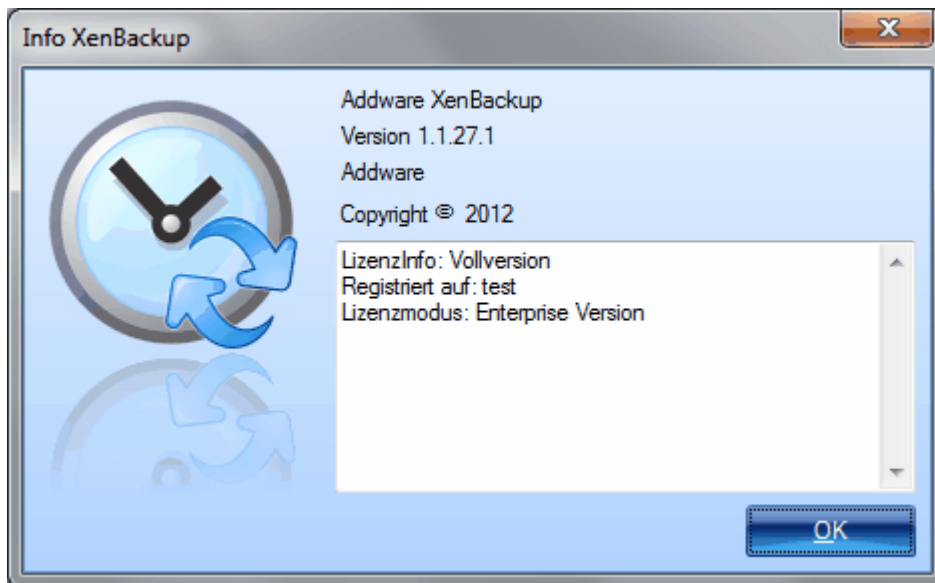 Info XenBackup
Addware XenBackup
Version 1.1.27.1
Addware
Copyright © 2012
LizenzInfo: Vollversion
Registriert auf: test
Lizenzmodus: Enterprise Version
OK